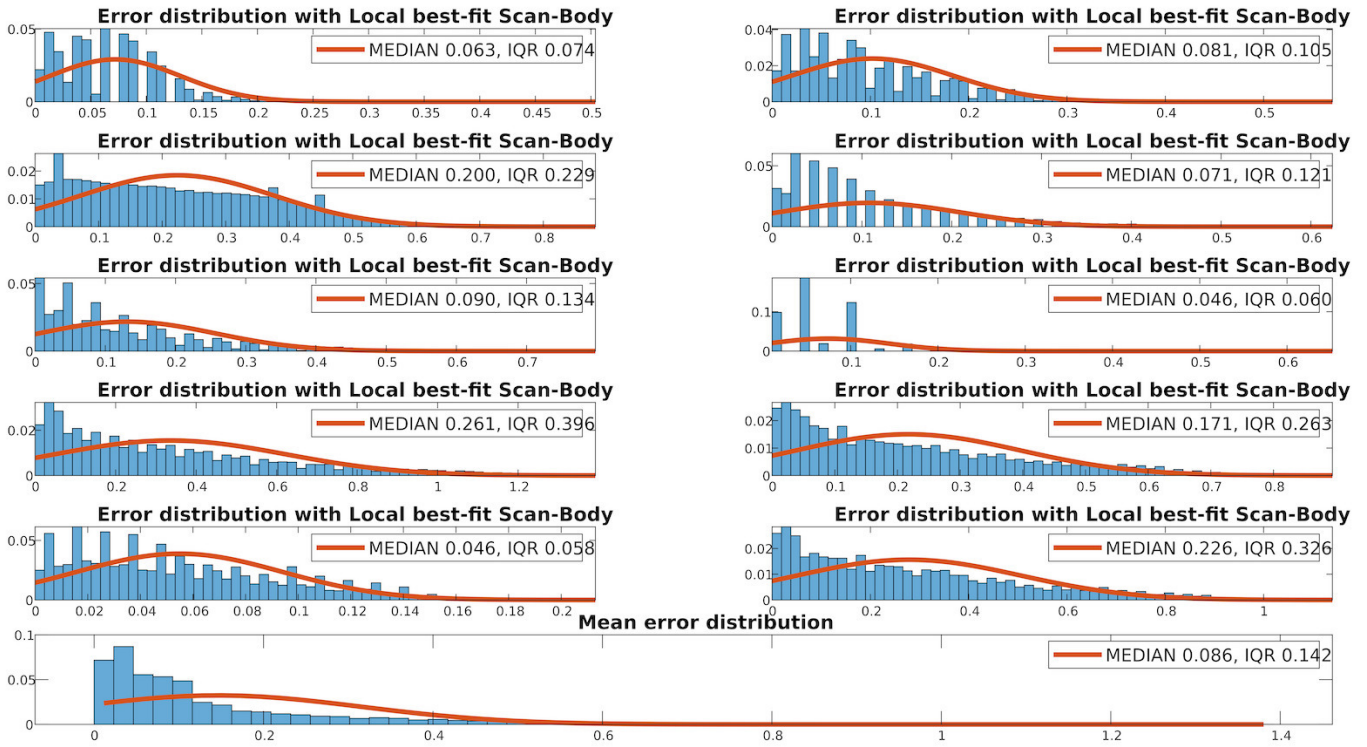 Error distribution with Local best-fit Scan-Body
0.05
0
MEDIAN 0.063, IQR 0.074
0 0.05 0.1 0.15 0.2 0.25 0.3 0.35 0.4 0.45 0.5
Error distribution with Local best-fit Scan-Body
0.04
0.02
0
MEDIAN 0.081, IQR 0.105
0 0.1 0.2 0.3 0.4 0.5
Error distribution with Local best-fit Scan-Body
0.02
0.01
0
MEDIAN 0.200, IQR 0.229
0 0.1 0.2 0.3 0.4 0.5 0.6 0.7 0.8
Error distribution with Local best-fit Scan-Body
0.05
0
MEDIAN 0.071, IQR 0.121
0 0.1 0.2 0.3 0.4 0.5 0.6
Error distribution with Local best-fit Scan-Body
0.05
0
MEDIAN 0.090, IQR 0.134
0 0.1 0.2 0.3 0.4 0.5 0.6 0.7
Error distribution with Local best-fit Scan-Body
0.1
0
MEDIAN 0.046, IQR 0.060
0.1 0.2 0.3 0.4 0.5 0.6
Error distribution with Local best-fit Scan-Body
0.02
0
MEDIAN 0.261, IQR 0.396
0 0.2 0.4 0.6 0.8 1 1.2
Error distribution with Local best-fit Scan-Body
0.02
0.01
0
MEDIAN 0.171, IQR 0.263
0 0.1 0.2 0.3 0.4 0.5 0.6 0.7 0.8
Error distribution with Local best-fit Scan-Body
0.05
0
MEDIAN 0.046, IQR 0.058
0 0.02 0.04 0.06 0.08 0.1 0.12 0.14 0.16 0.18 0.2
Error distribution with Local best-fit Scan-Body
0.02
0.01
0
MEDIAN 0.226, IQR 0.326
0.2 0.4 0.6 0.8 1
Mean error distribution
0.1
0.05
0
MEDIAN 0.086, IQR 0.142
0 0.2 0.4 0.6 0.8 1 1.2 1.4